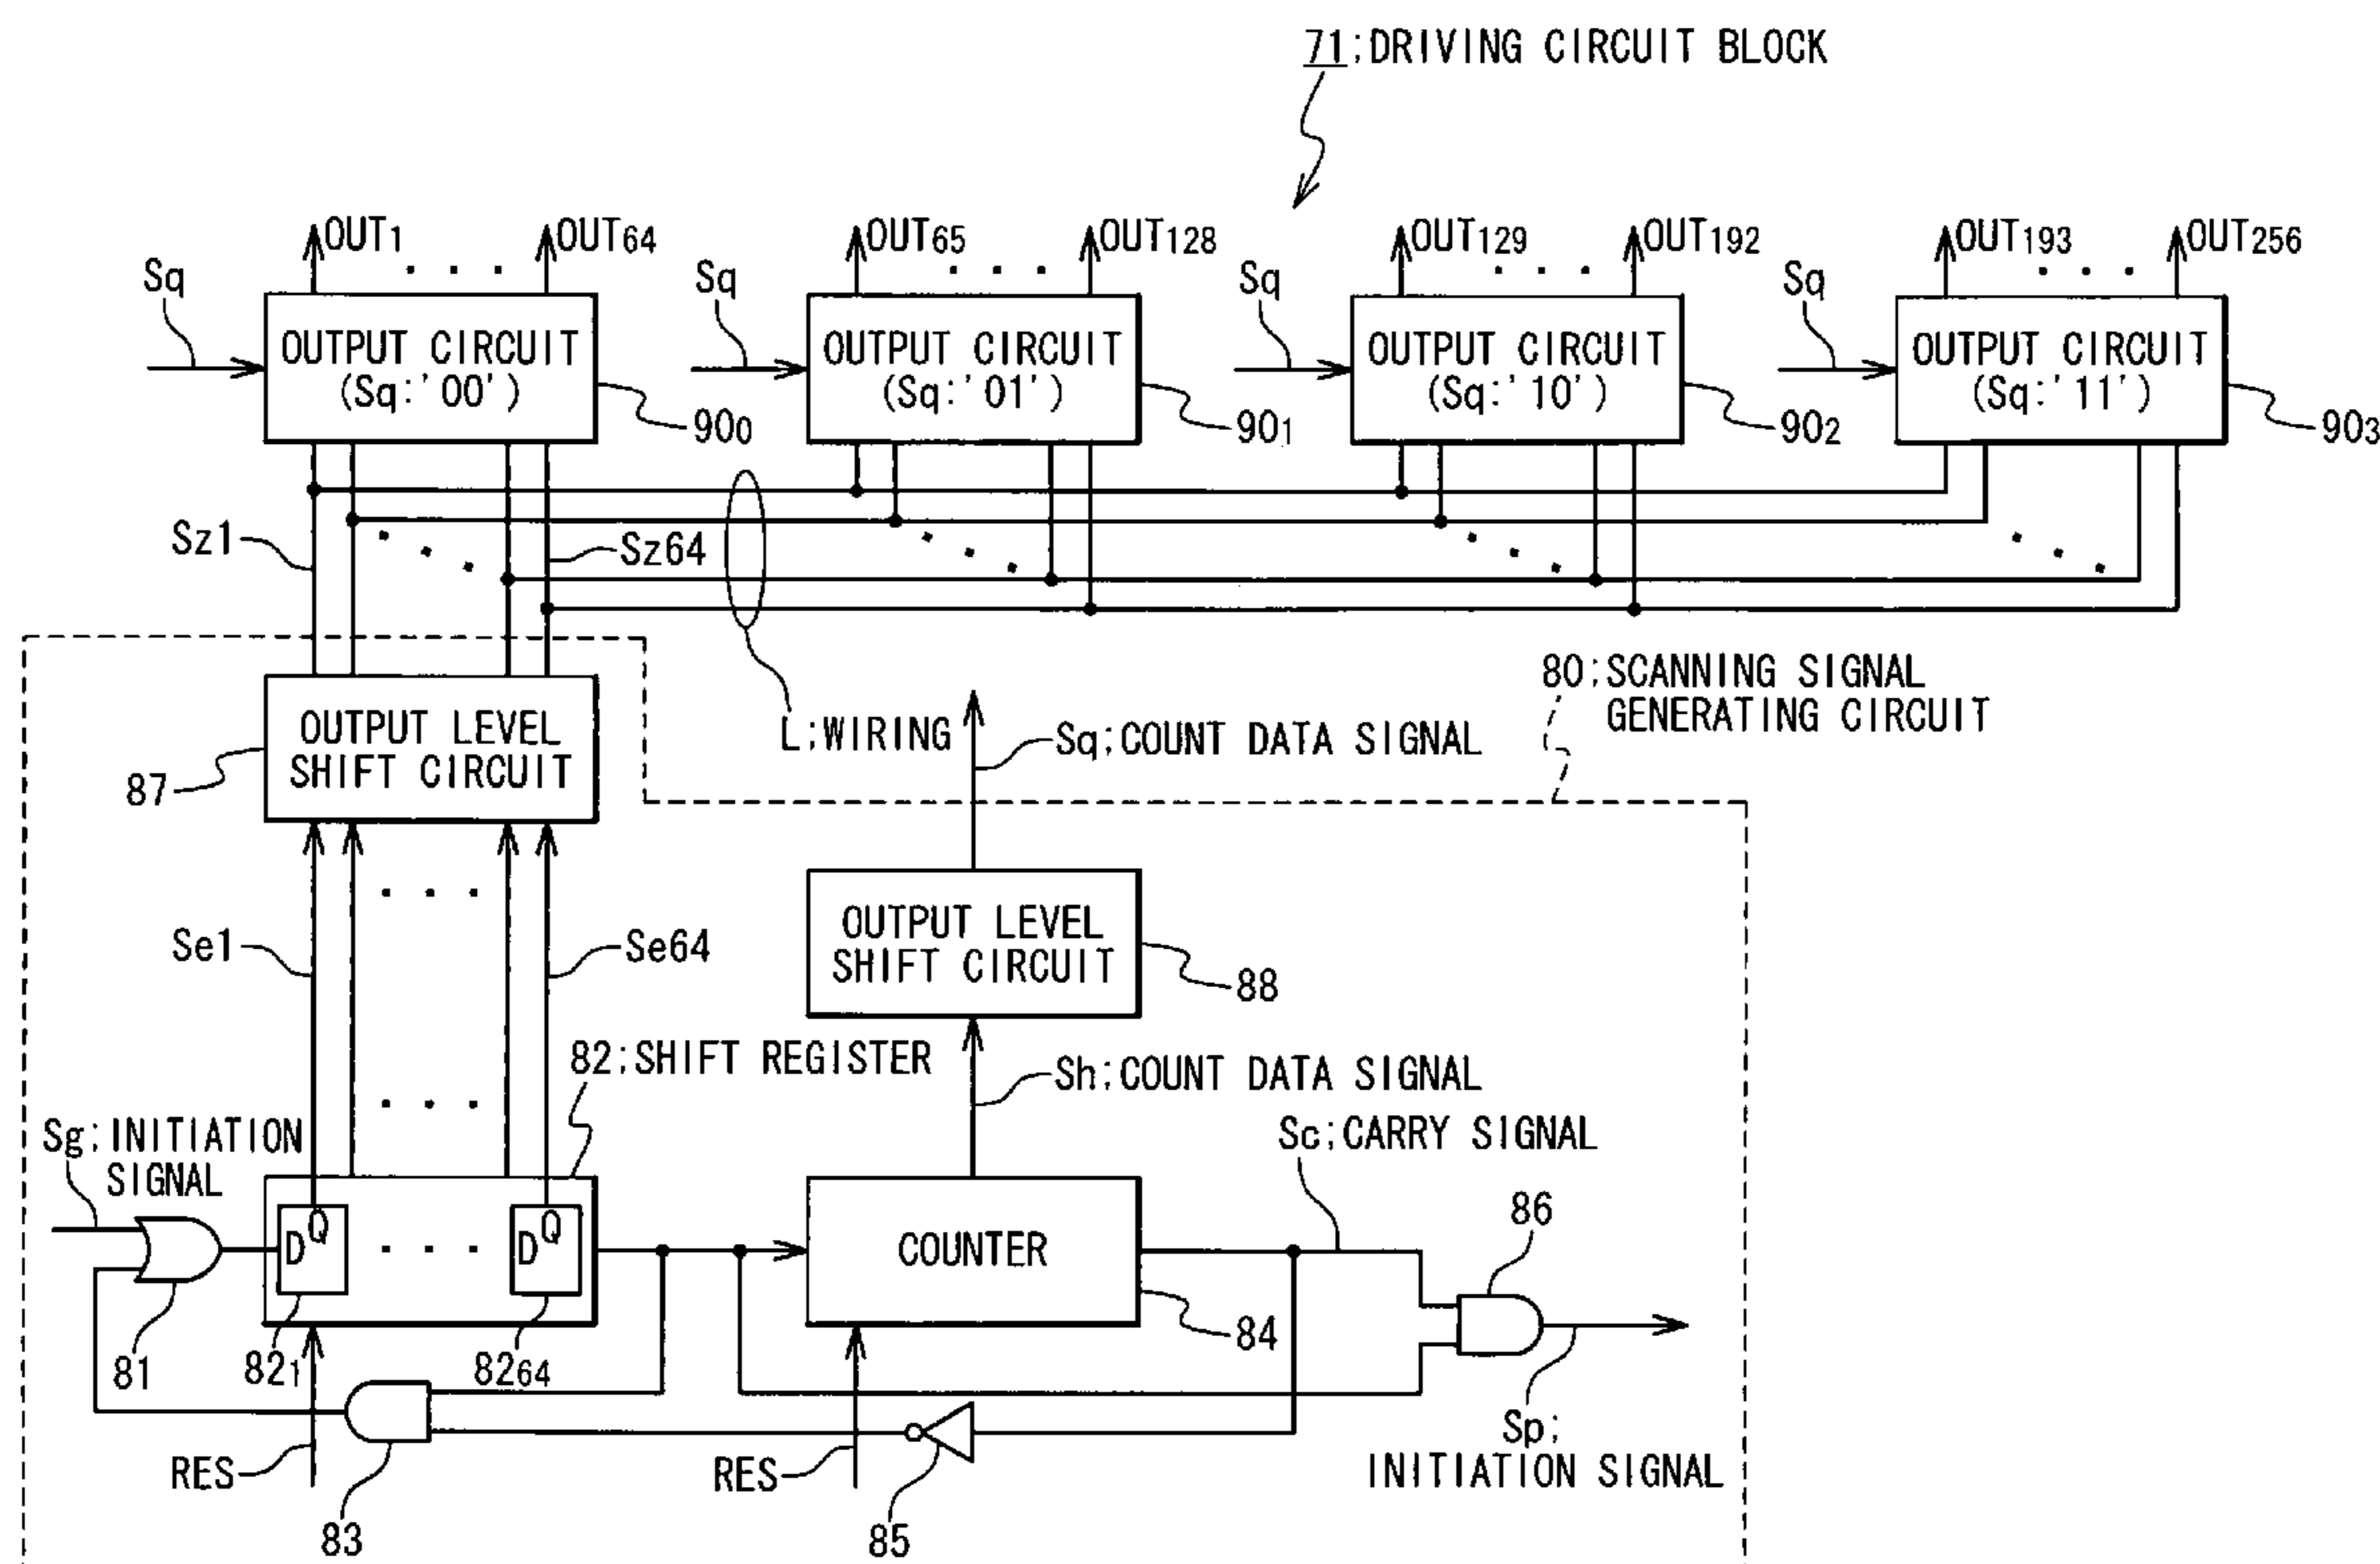 71;DRIVING CIRCUIT BLOCK
OUT1 . . . OUT64
OUT65 . . . OUT128
OUT129 . . . OUT192
OUT193 . . . OUT256
Sq
Sq
Sq
Sq
OUTPUT CIRCUIT
(Sq:'00')
OUTPUT CIRCUIT
(Sq:'01')
OUTPUT CIRCUIT
(Sq:'10')
OUTPUT CIRCUIT
(Sq:'11')
900
901
902
903
Sz1
Sz64
80;SCANNING SIGNAL
GENERATING CIRCUIT
OUTPUT LEVEL
SHIFT CIRCUIT
87
L;WIRING
Sq;COUNT DATA SIGNAL
Se1
Se64
OUTPUT LEVEL
SHIFT CIRCUIT
88
82;SHIFT REGISTER
Sh;COUNT DATA SIGNAL
Sg;INITIATION
SIGNAL
Sc;CARRY SIGNAL
86
D Q
D Q
COUNTER
81
821
8264
84
RES
83
RES
85
Sp;
INITIATION SIGNAL